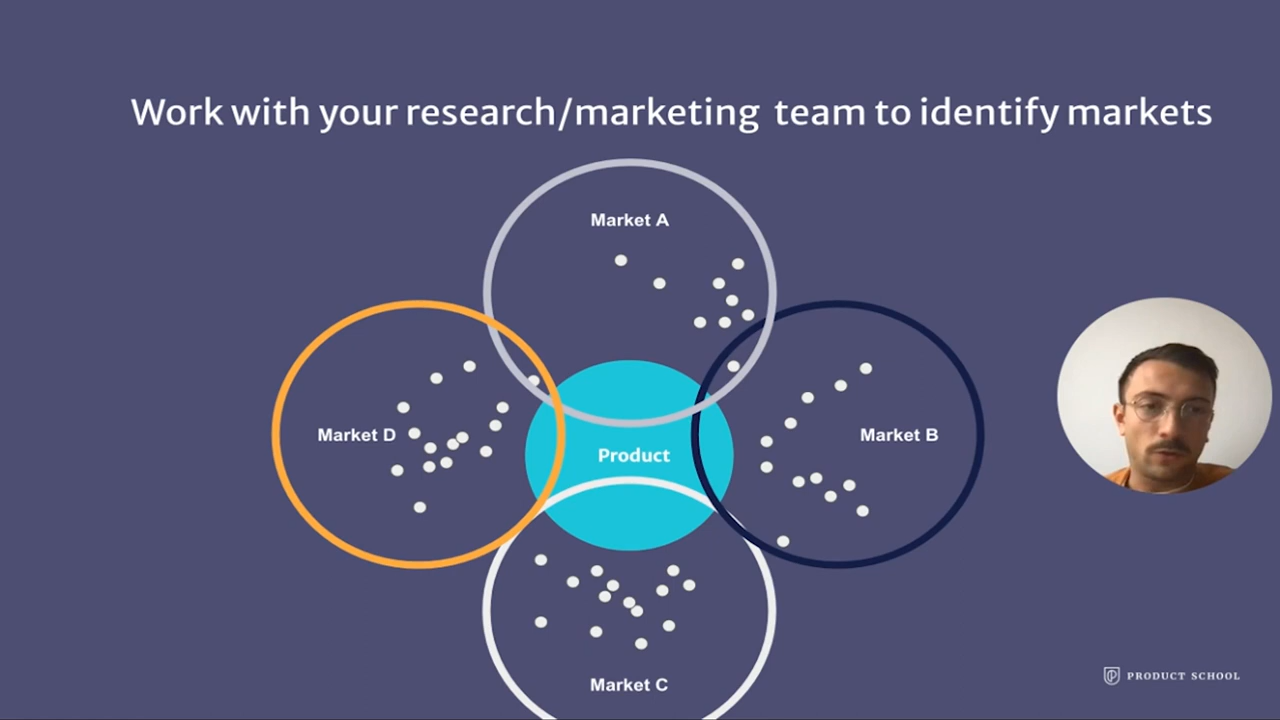 Work with your research/marketing team to identify markets
Market A
Market D
Product
Market B
Market C
PRODUCT SCHOOL